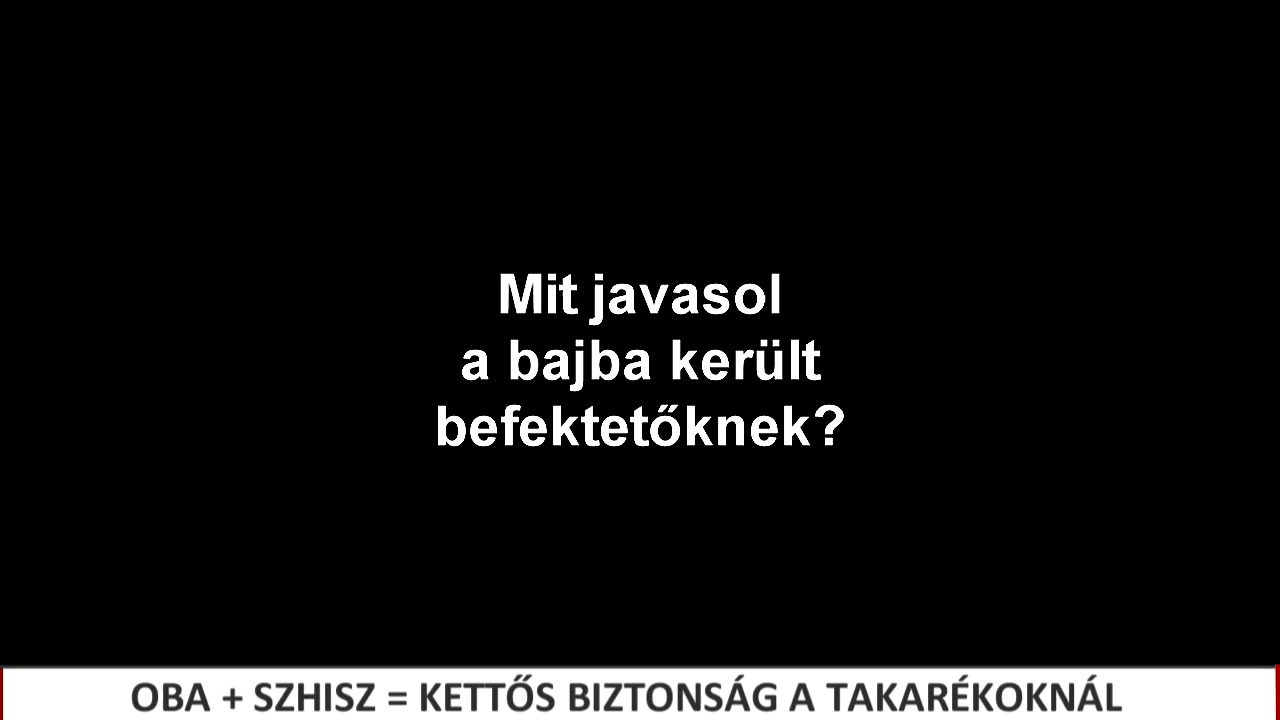 Mit javasol
a bajba került
befektetőknek?
OBA + SZHISZ = KETTŐS BIZTONSÁG A TAKARÉKOKNÁL